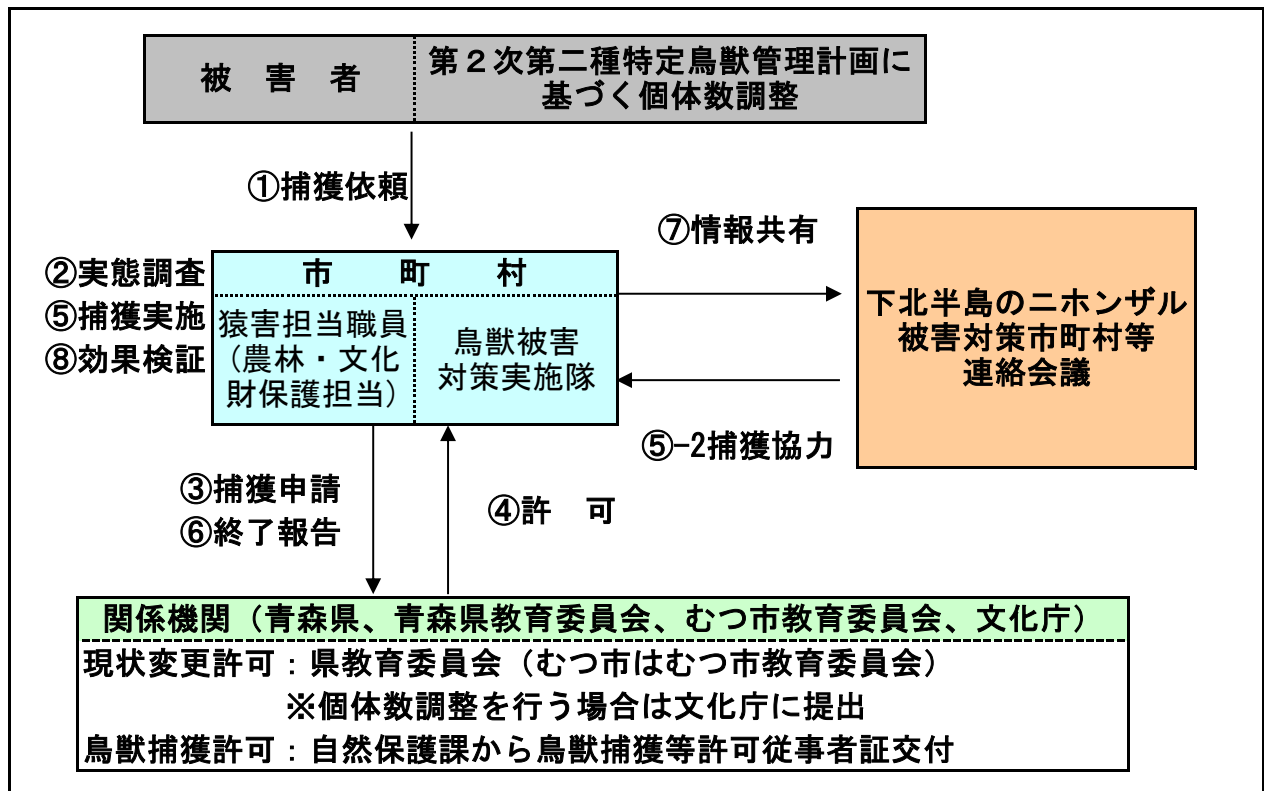 被　害　者
第２次第二種特定鳥獣管理計画に
基づく個体数調整
①捕獲依頼
②実態調査
⑤捕獲実施
⑧効果検証
市　　町　　村
猿害担当職員
（農林・文化
財保護担当）
鳥獣被害
対策実施隊
⑦情報共有
⑤-2捕獲協力
下北半島のニホンザル
被害対策市町村等
連絡会議
③捕獲申請
⑥終了報告
④許　可
関係機関（青森県、青森県教育委員会、むつ市教育委員会、文化庁）
現状変更許可：県教育委員会（むつ市はむつ市教育委員会）
※個体数調整を行う場合は文化庁に提出
鳥獣捕獲許可：自然保護課から鳥獣捕獲等許可従事者証交付